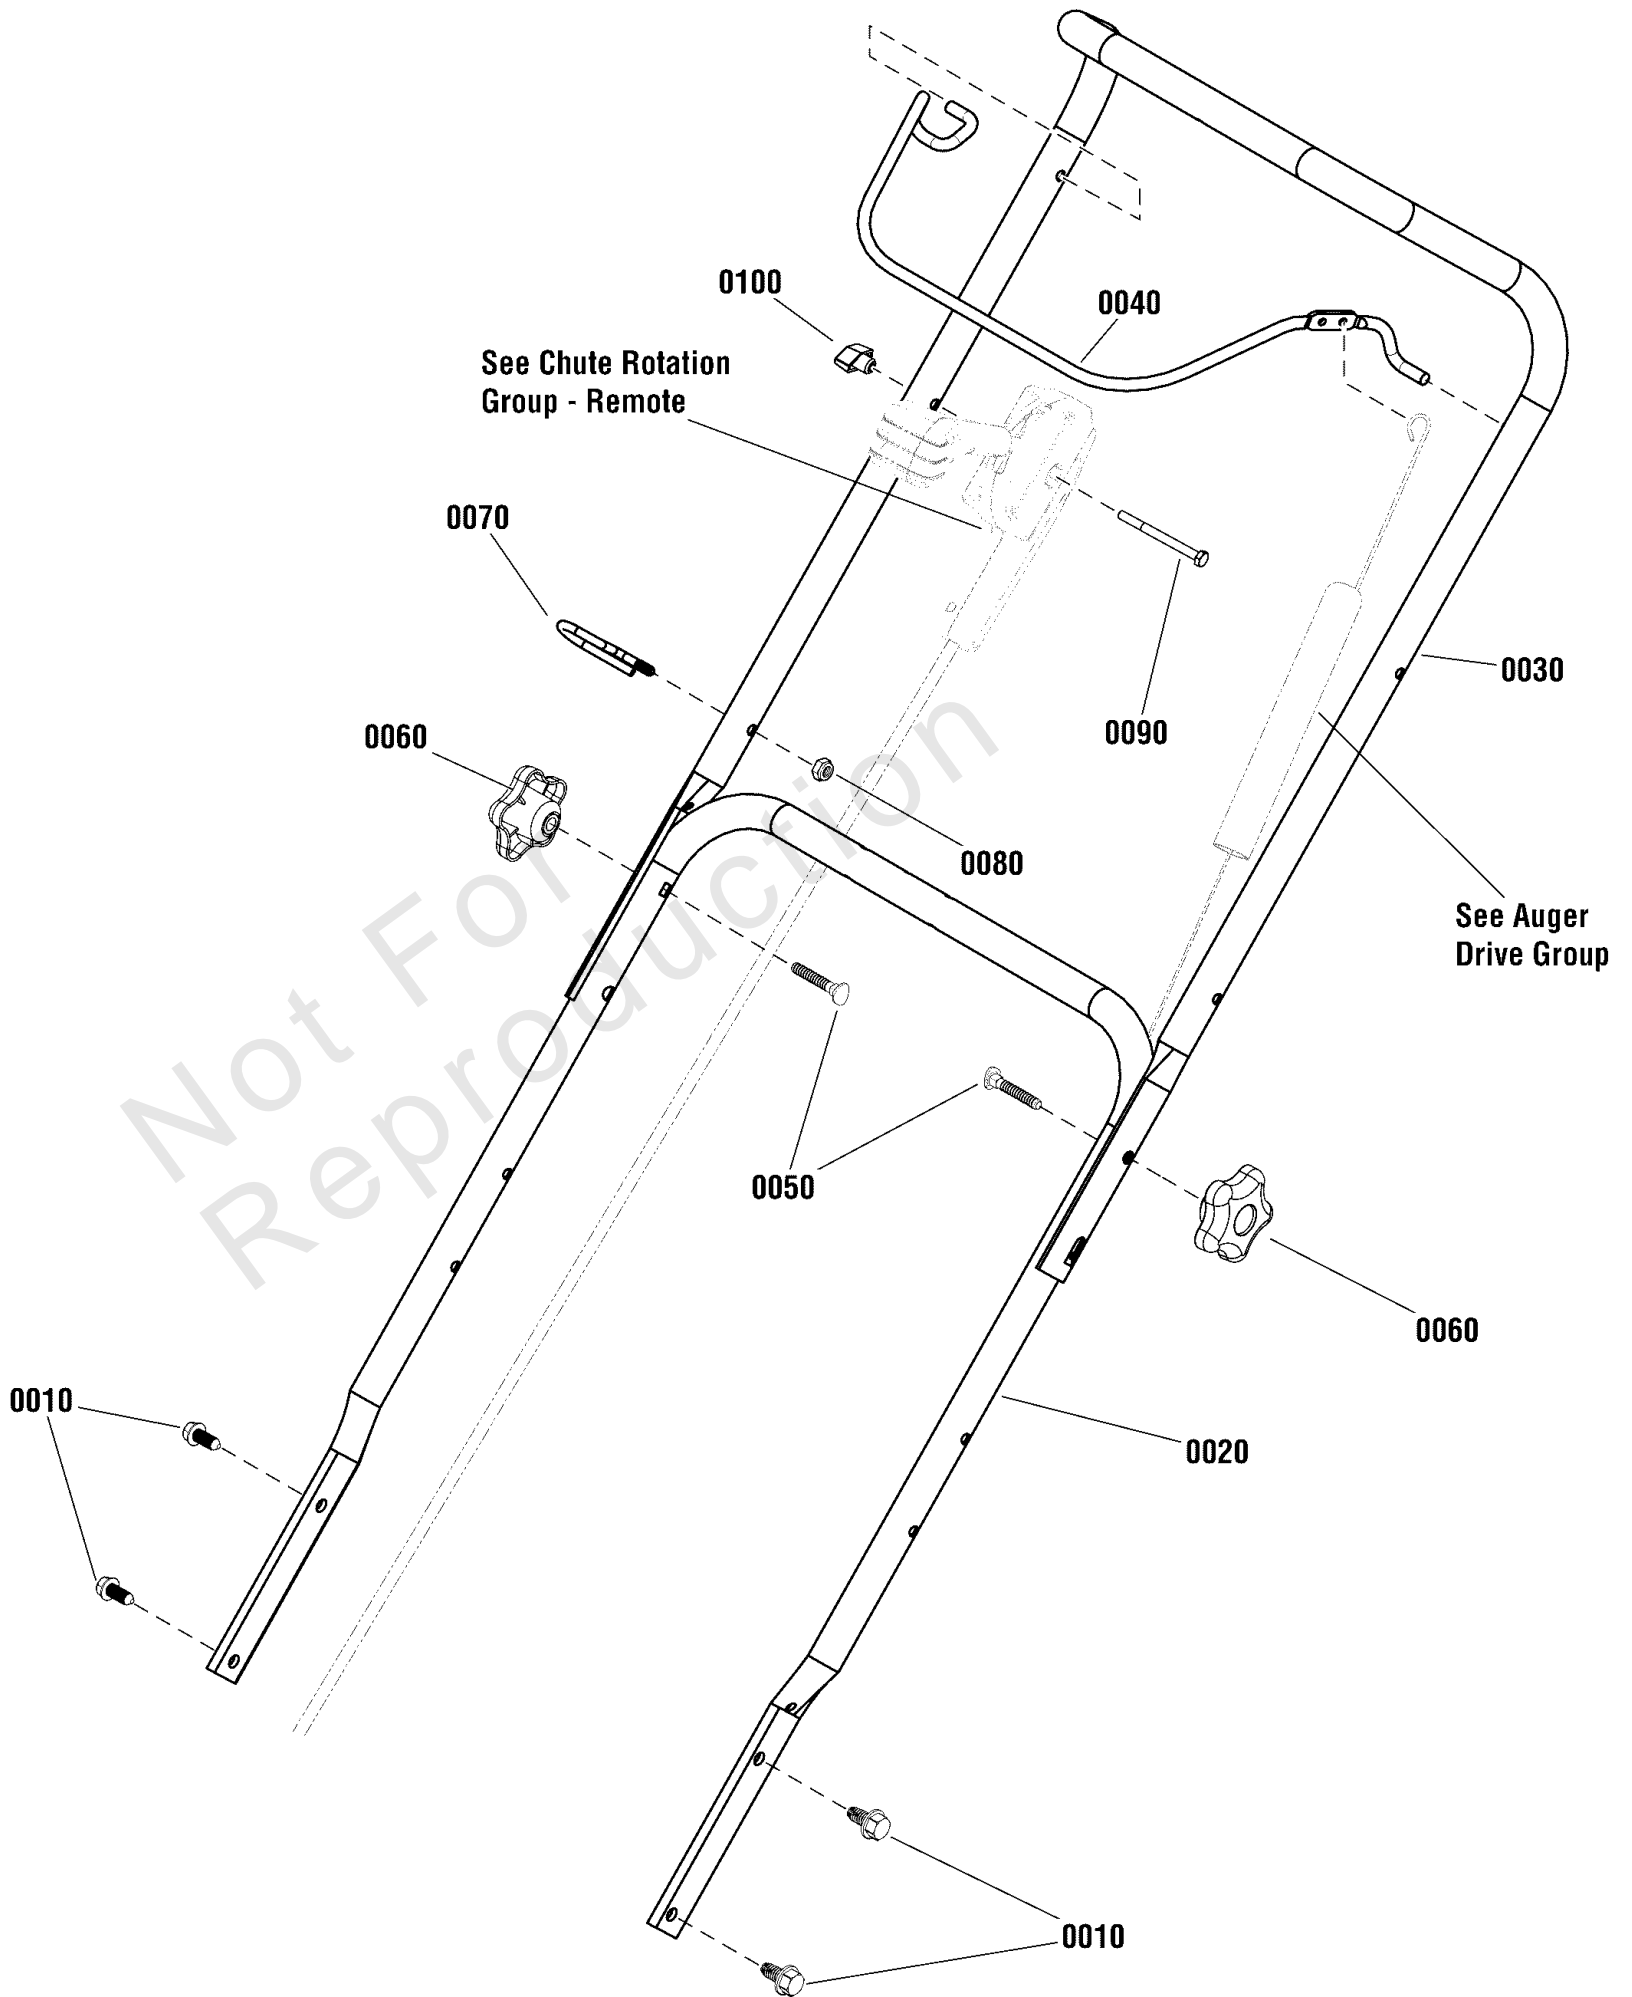 0100
0040
See Chute Rotation
Group - Remote
0070
0030
0090
0060
0080
See Auger
Drive Group
Not For
Reproduction
0050
0060
0010
0020
0010